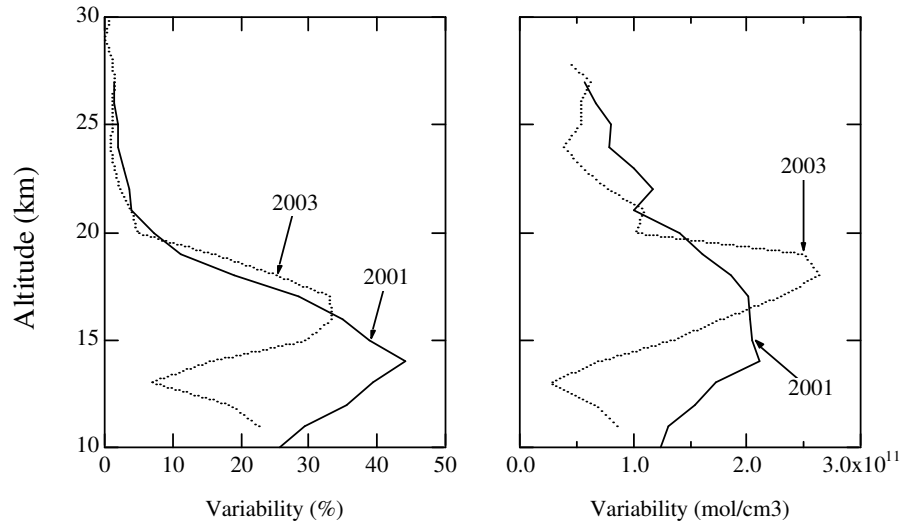 30
25
20
15
10
Altitude (km)
2003
2001
0 10 20 30 40 50
Variability (%)
2003
2001
0.0 1.0 2.0 3.0x10^11
Variability (mol/cm3)